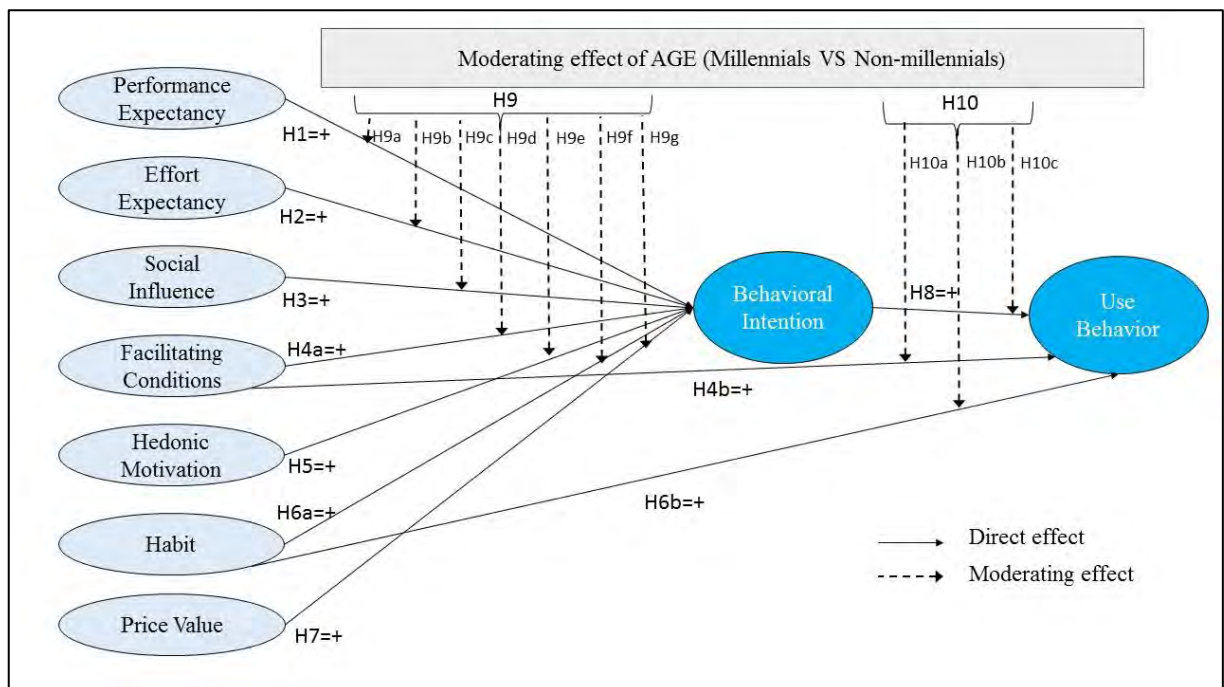 Moderating effect of AGE (Millennials VS Non-millennials)
H9
H10
H9a
H9b
H9c
H9d
H9e
H9f
H9g
H10a
H10b
H10c
Performance
Expectancy
H1=+
Effort
Expectancy
H2=+
Social
Influence
H3=+
Facilitating
Conditions
H4a=+
H4b=+
Hedonic
Motivation
H5=+
Habit
H6a=+
H6b=+
Price Value
H7=+
Behavioral
Intention
H8=+
Use
Behavior
Direct effect
Moderating effect